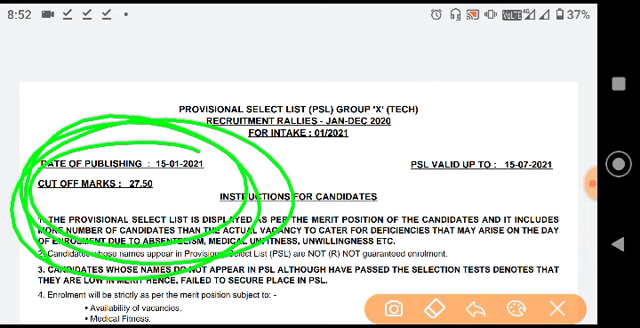 8:52
VoLTE 4G 37%
PROVISIONAL SELECT LIST (PSL) GROUP 'X' (TECH)
RECRUITMENT RALLIES - JAN-DEC 2020
FOR INTAKE : 01/2021
DATE OF PUBLISHING : 15-01-2021 PSL VALID UP TO : 15-07-2021
CUT OFF MARKS : 27.50
INSTRUCTIONS FOR CANDIDATES
1. THE PROVISIONAL SELECT LIST IS DISPLAYED AS PER THE MERIT POSITION OF THE CANDIDATES AND IT INCLUDES
MORE NUMBER OF CANDIDATES THAN THE ACTUAL VACANCY TO CATER FOR DEFICIENCIES THAT MAY ARISE ON THE DAY
OF ENROLMENT DUE TO ABSENTEEISM, MEDICAL UNFITNESS, UNWILLINGNESS ETC.
2. Candidates whose names appear in Provisional Select List (PSL) are NOT (R) NOT guaranteed enrolment.
3. CANDIDATES WHOSE NAMES DO NOT APPEAR IN PSL ALTHOUGH HAVE PASSED THE SELECTION TESTS DENOTES THAT
THEY ARE LOW IN MERIT HENCE, FAILED TO SECURE PLACE IN PSL.
4. Enrolment will be strictly as per the merit position subject to: -
• Availability of vacancies.
• Medical Fitness.